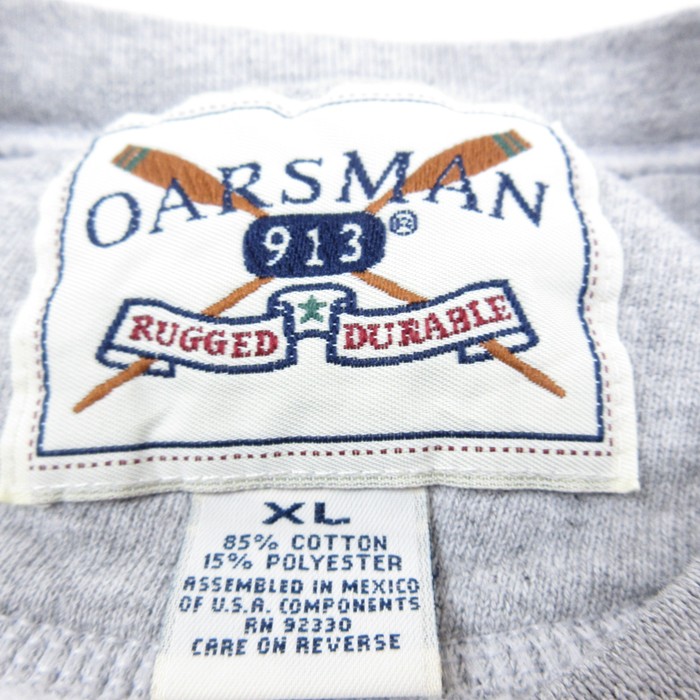 OARSMAN ®
913
RUGGED DURABLE
XL
85% COTTON
15% POLYESTER
ASSEMBLED IN MEXICO
OF U.S.A. COMPONENTS
RN 92330
CARE ON REVERSE